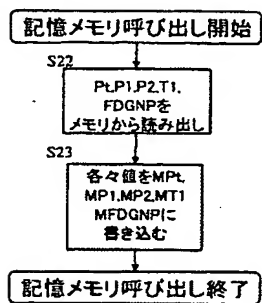 記憶メモリ呼び出し開始
S22
Pt,P1,P2,T1,
FDGNPを
メモリから読み出し
S23
各々値をMPt,
MP1,MP2,MT1
MFDGNPに
書き込む
記憶メモリ呼び出し終了